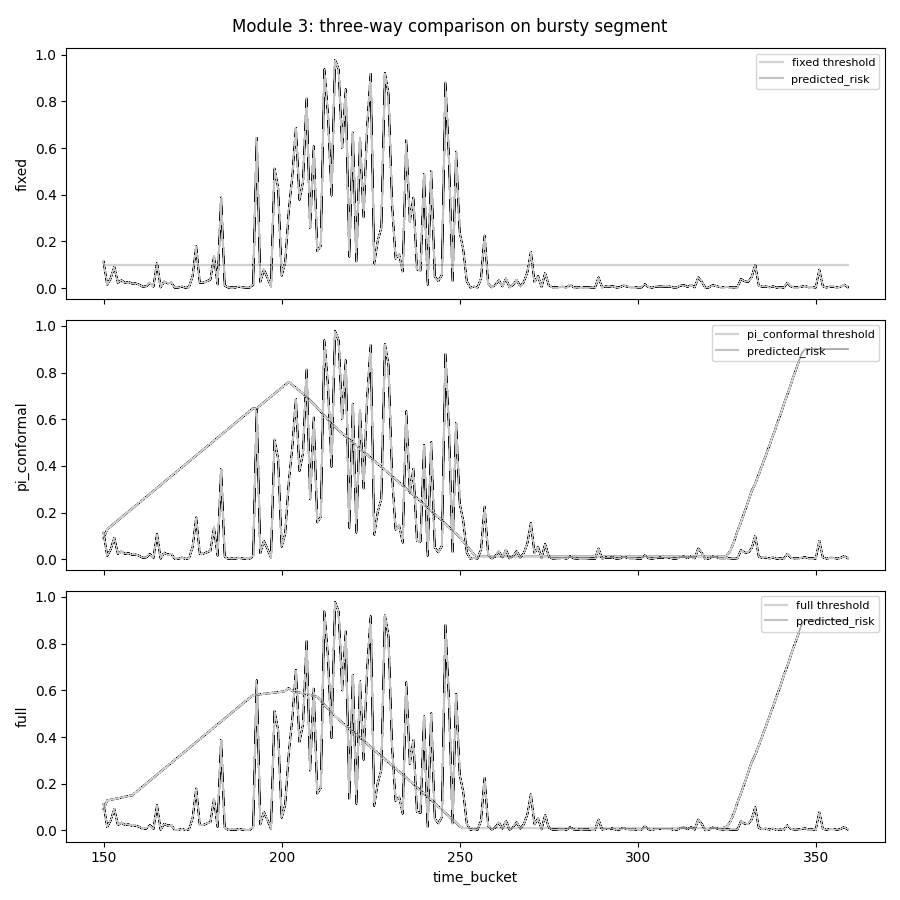 Module 3: three-way comparison on bursty segment
1.0
0.8
0.6
0.4
0.2
0.0
fixed
fixed threshold
predicted_risk
1.0
0.8
0.6
0.4
0.2
0.0
pi_conformal
pi_conformal threshold
predicted_risk
1.0
0.8
0.6
0.4
0.2
0.0
full
full threshold
predicted_risk
150
200
250
300
350
time_bucket